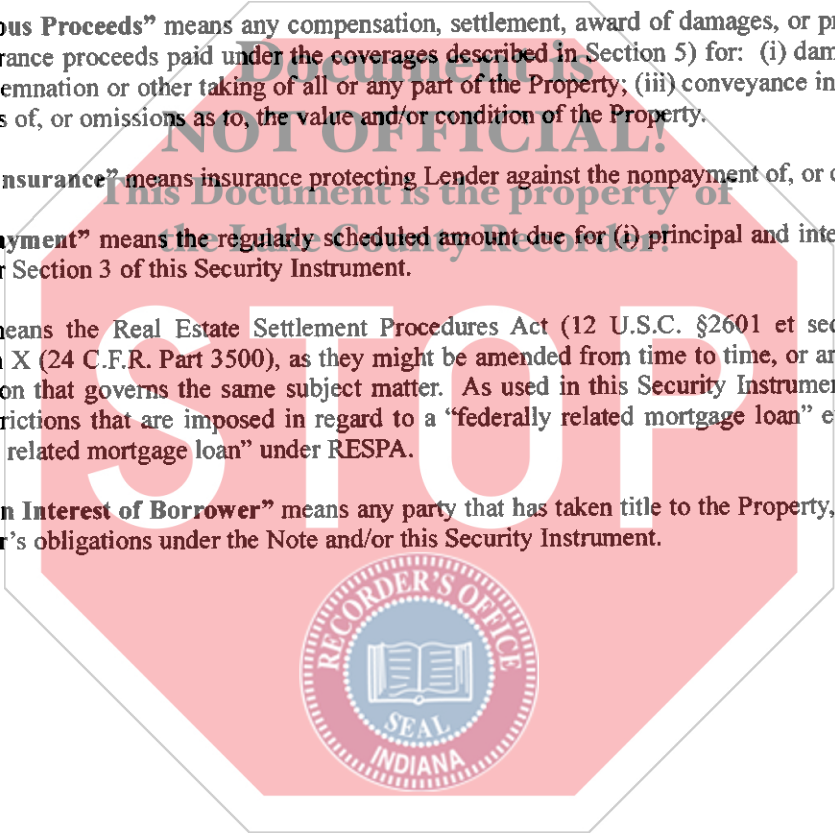 ous Proceeds” means any compensation, settlement, award of damages, or pr
rance proceeds paid under the coverages described in Section 5) for: (i) dam
Document is
emnation or other taking of all or any part of the Property; (iii) conveyance in
s of, or omissions as to, the value and/or condition of the Property.
NOT OFFICIAL!
nsurance” means insurance protecting Lender against the nonpayment of, or
This Document is the property of
ayment” means the regularly scheduled amount due for (i) principal and inte
the Lake County Recorder!
r Section 3 of this Security Instrument.
neans the Real Estate Settlement Procedures Act (12 U.S.C. §2601 et seq
n X (24 C.F.R. Part 3500), as they might be amended from time to time, or an
on that governs the same subject matter. As used in this Security Instrumen
rictions that are imposed in regard to a “federally related mortgage loan” e
related mortgage loan” under RESPA.
STOP
n Interest of Borrower” means any party that has taken title to the Property,
r’s obligations under the Note and/or this Security Instrument.
RECORDER’S OFFICE
SEAL
INDIANA